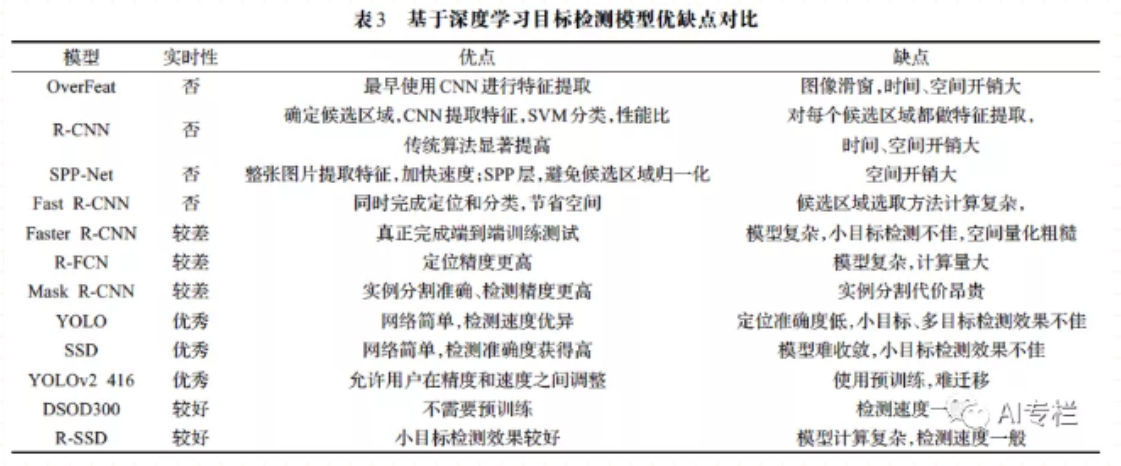 表3 基于深度学习目标检测模型优缺点对比
模型 实时性 优点 缺点
OverFeat 否 最早使用CNN进行特征提取 图像滑窗,时间、空间开销大
R-CNN 否 确定候选区域,CNN提取特征,SVM分类,性能比 对每个候选区域都做特征提取,
传统算法显著提高 时间、空间开销大
SPP-Net 否 整张图片提取特征,加快速度;SPP层,避免候选区域归一化 空间开销大
Fast R-CNN 否 同时完成定位和分类,节省空间 候选区域选取方法计算复杂,
Faster R-CNN 较差 真正完成端到端训练测试 模型复杂,小目标检测不佳,空间量化粗糙
R-FCN 较差 定位精度更高 模型复杂,计算量大
Mask R-CNN 较差 实例分割准确、检测精度更高 实例分割代价昂贵
YOLO 优秀 网络简单,检测速度优异 定位准确度低,小目标、多目标检测效果不佳
SSD 优秀 网络简单,检测准确度获得高 模型难收敛,小目标检测效果不佳
YOLOv2 416 优秀 允许用户在精度和速度之间调整 使用预训练,难迁移
DSOD300 较好 不需要预训练 检测速度一
AI专栏
R-SSD 较好 小目标检测效果较好 模型计算复杂,检测速度一般